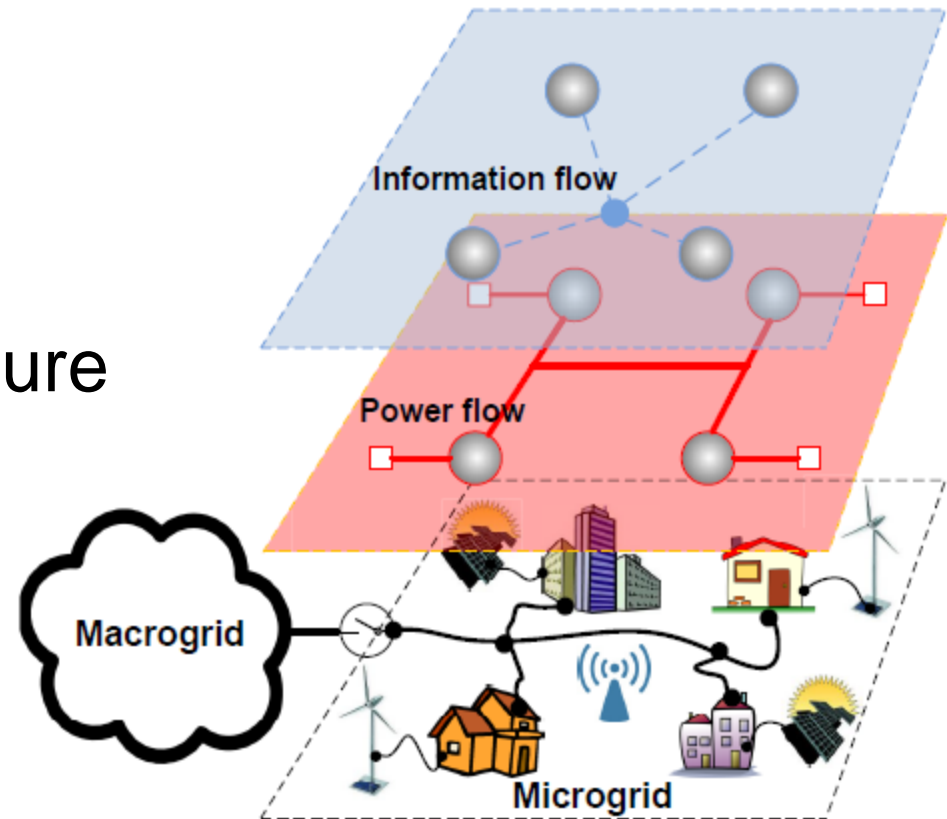 Information flow
ure
Power flow
Macrogrid
Microgrid